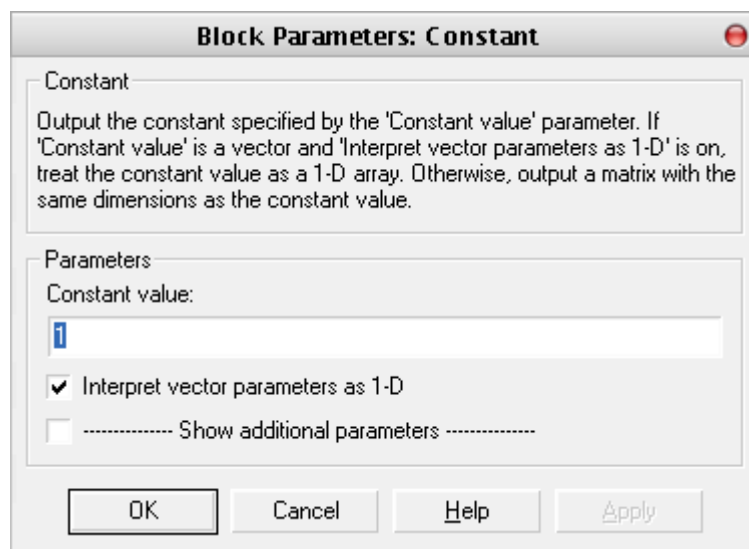 Block Parameters: Constant
Constant
Output the constant specified by the 'Constant value' parameter. If
'Constant value' is a vector and 'Interpret vector parameters as 1-D' is on,
treat the constant value as a 1-D array. Otherwise, output a matrix with the
same dimensions as the constant value.
Parameters
Constant value:
1
Interpret vector parameters as 1-D
--------------- Show additional parameters ---------------
OK Cancel Help Apply